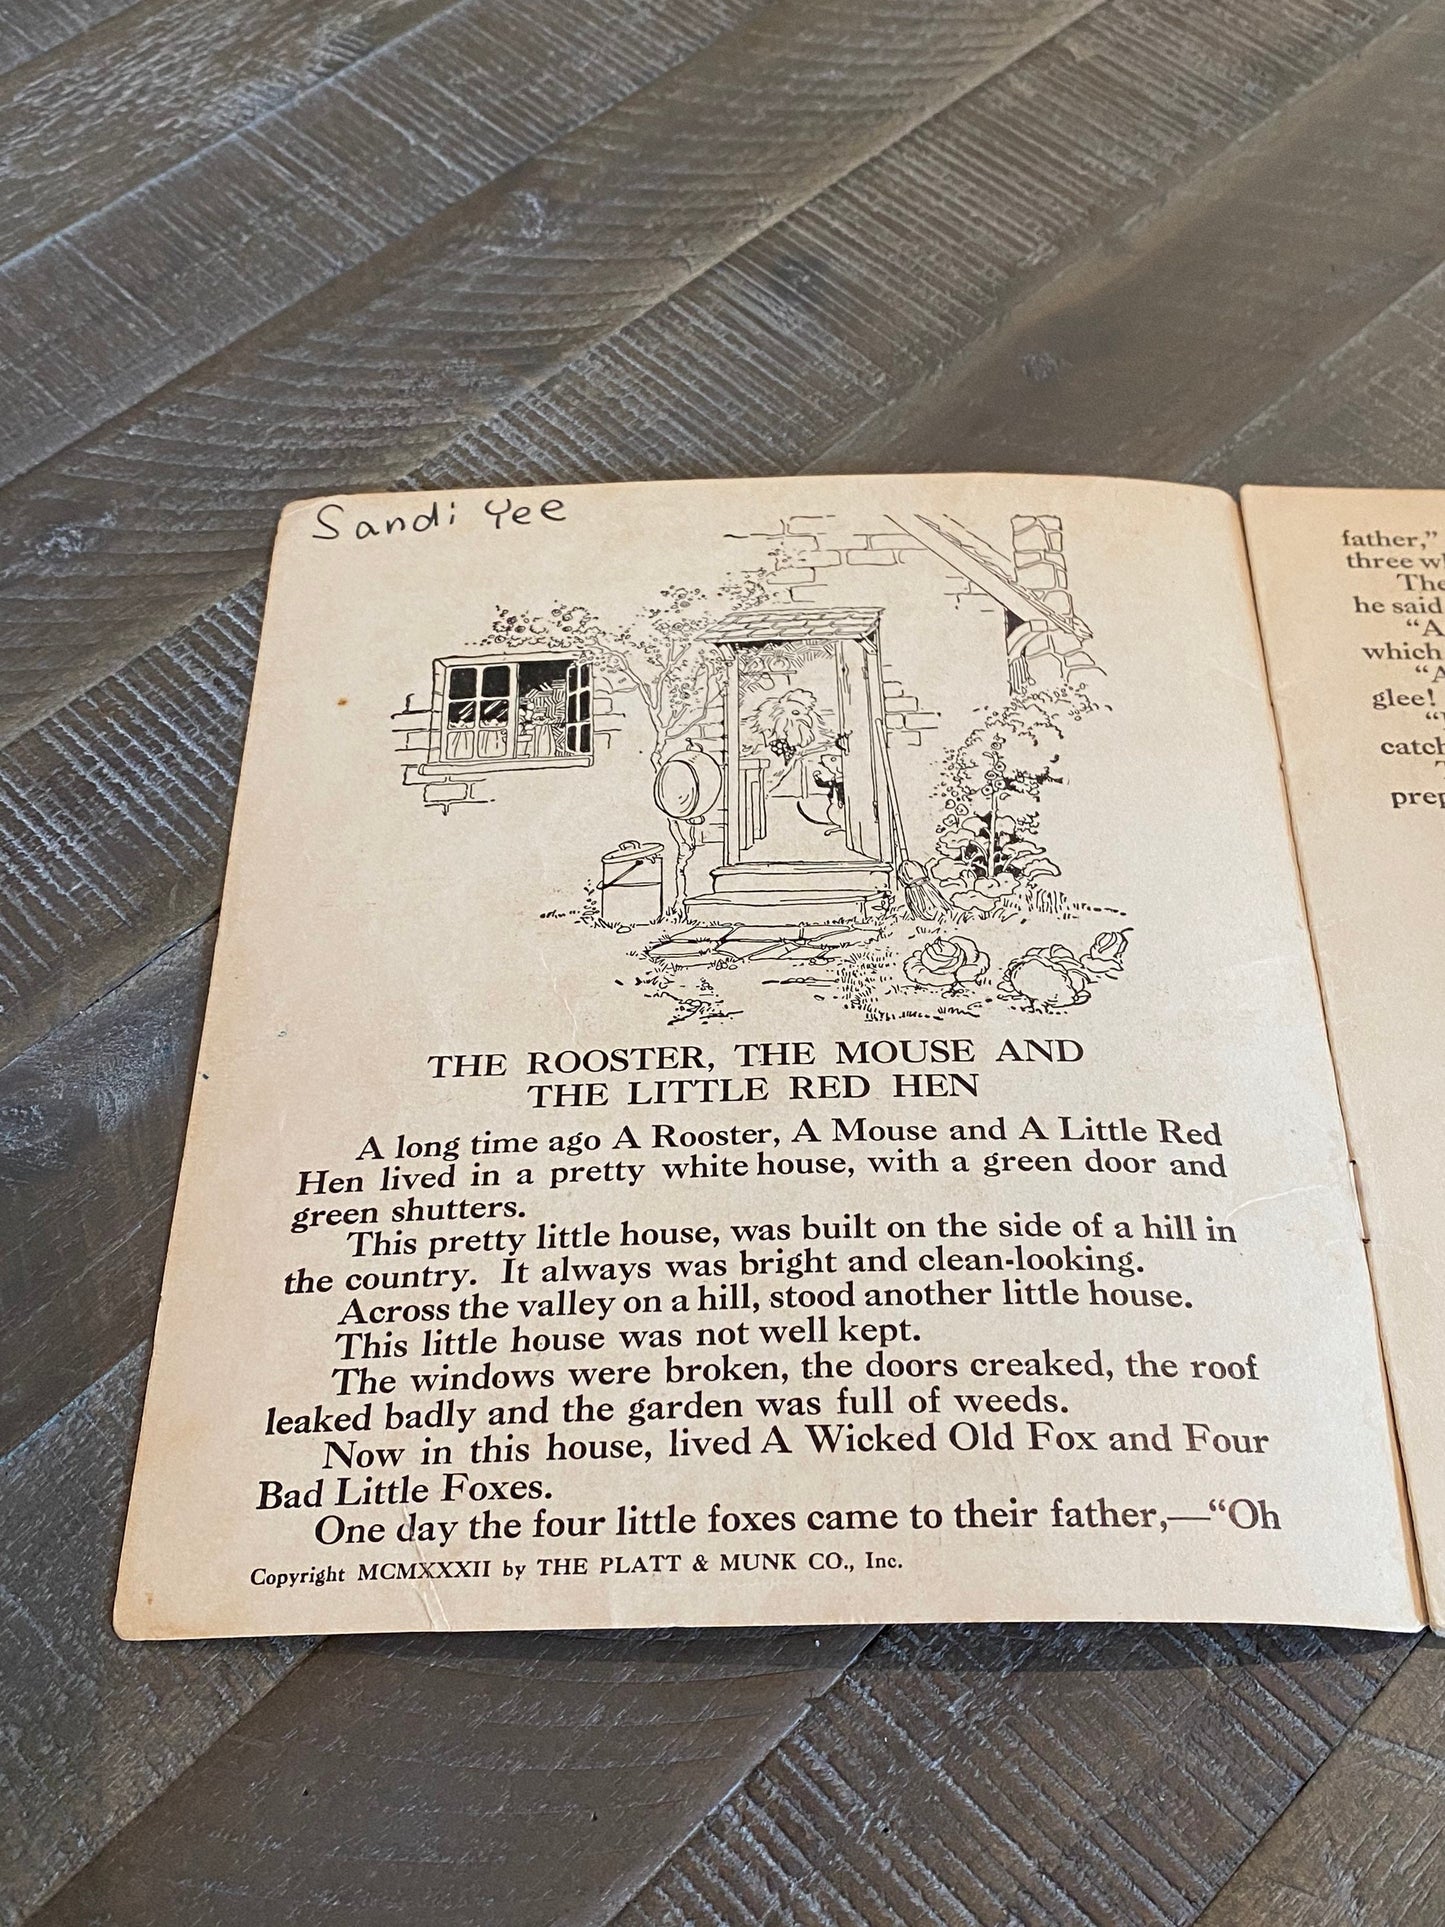 Sandi Yee
THE ROOSTER, THE MOUSE AND
THE LITTLE RED HEN
A long time ago A Rooster, A Mouse and A Little Red
Hen lived in a pretty white house, with a green door and
green shutters.
This pretty little house, was built on the side of a hill in
the country. It always was bright and clean-looking.
Across the valley on a hill, stood another little house.
This little house was not well kept.
The windows were broken, the doors creaked, the roof
leaked badly and the garden was full of weeds.
Now in this house, lived A Wicked Old Fox and Four
Bad Little Foxes.
One day the four little foxes came to their father,—“Oh
Copyright MCMXXXII by THE PLATT & MUNK CO., Inc.
father,”
three
The
he said
“A
which
“A
glee!
catch